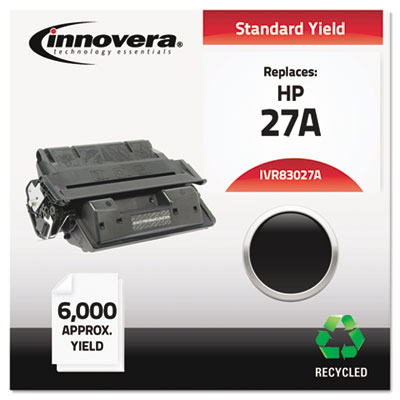 innovera
technology essentials
Standard Yield
Replaces:
HP
27A
IVR83027A
6,000
APPROX.
YIELD
RECYCLED